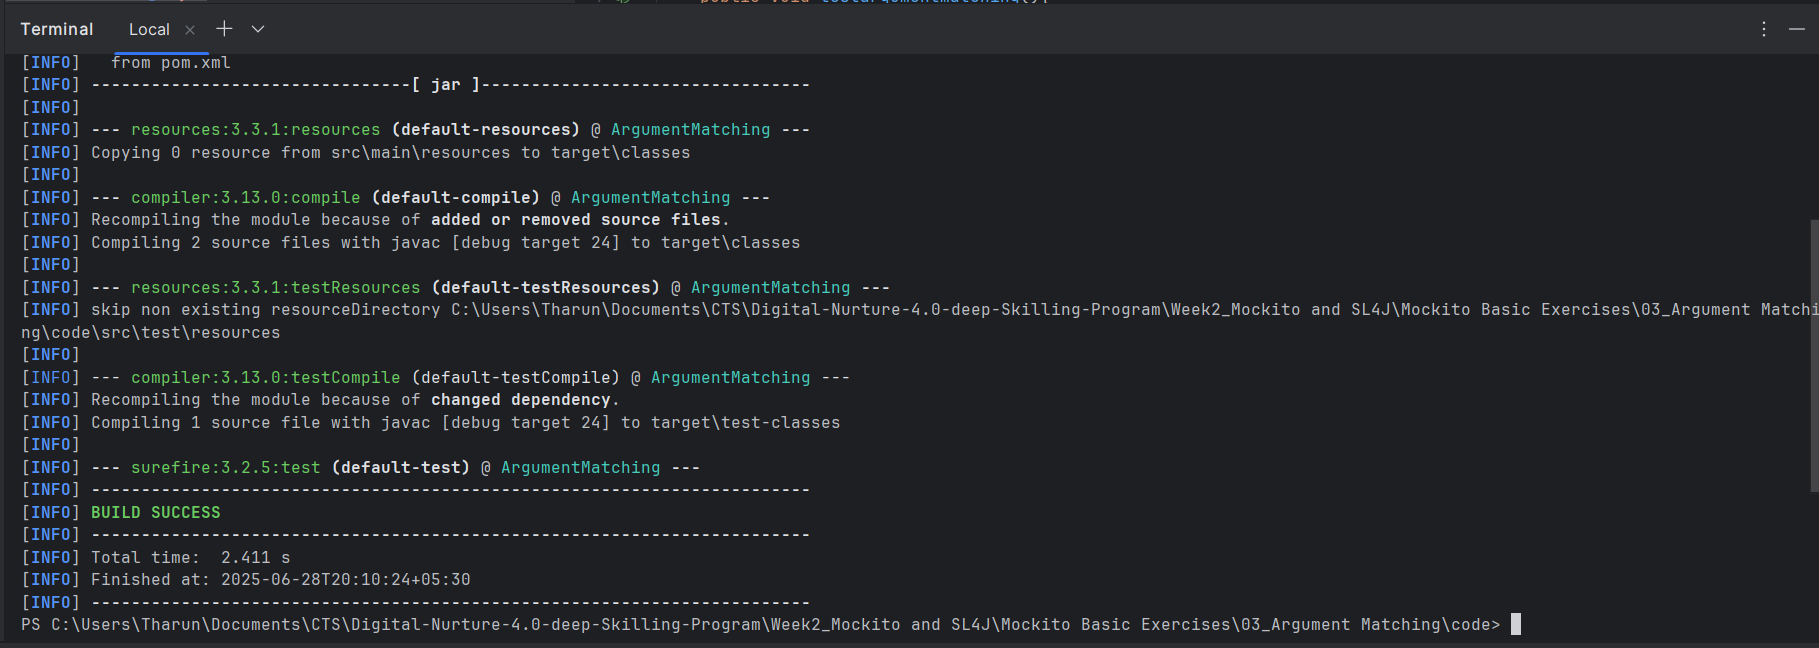 Terminal Local
[INFO]   from pom.xml
[INFO] --------------------------------[ jar ]---------------------------------
[INFO]
[INFO] --- resources:3.3.1:resources (default-resources) @ ArgumentMatching ---
[INFO] Copying 0 resource from src\main\resources to target\classes
[INFO]
[INFO] --- compiler:3.13.0:compile (default-compile) @ ArgumentMatching ---
[INFO] Recompiling the module because of added or removed source files.
[INFO] Compiling 2 source files with javac [debug target 24] to target\classes
[INFO]
[INFO] --- resources:3.3.1:testResources (default-testResources) @ ArgumentMatching ---
[INFO] skip non existing resourceDirectory C:\Users\Tharun\Documents\CTS\Digital-Nurture-4.0-deep-Skilling-Program\Week2_Mockito and SL4J\Mockito Basic Exercises\03_Argument Matchi
ng\code\src\test\resources
[INFO]
[INFO] --- compiler:3.13.0:testCompile (default-testCompile) @ ArgumentMatching ---
[INFO] Recompiling the module because of changed dependency.
[INFO] Compiling 1 source file with javac [debug target 24] to target\test-classes
[INFO]
[INFO] --- surefire:3.2.5:test (default-test) @ ArgumentMatching ---
[INFO] ------------------------------------------------------------------------
[INFO] BUILD SUCCESS
[INFO] ------------------------------------------------------------------------
[INFO] Total time:  2.411 s
[INFO] Finished at: 2025-06-28T20:10:24+05:30
[INFO] ------------------------------------------------------------------------
PS C:\Users\Tharun\Documents\CTS\Digital-Nurture-4.0-deep-Skilling-Program\Week2_Mockito and SL4J\Mockito Basic Exercises\03_Argument Matching\code>